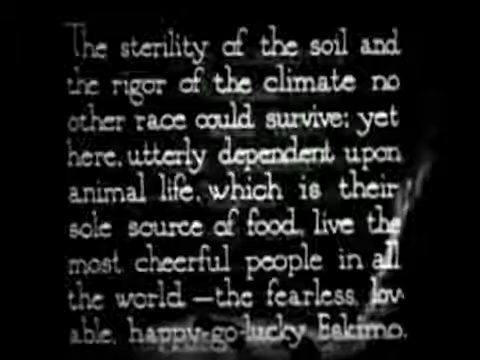 The sterility of the soil and
the rigor of the climate no
other race could survive; yet
here, utterly dependent upon
animal life, which is their
sole source of food, live the
most cheerful people in all
the world—the fearless, lov-
able, happy-go-lucky Eskimo.